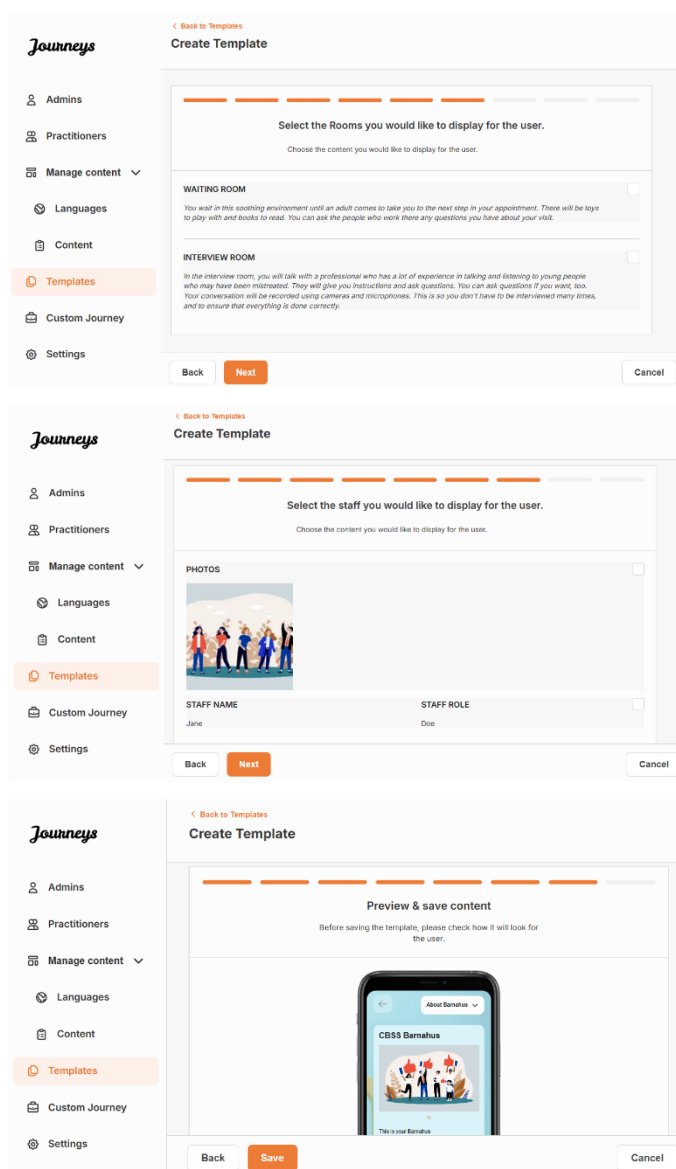 Journeys
< Back to Templates
Create Template
Admins
Practitioners
Manage content
Languages
Content
Templates
Custom Journey
Settings
Select the Rooms you would like to display for the user.
Choose the content you would like to display for the user.
WAITING ROOM
You wait in this soothing environment until an adult comes to take you to the next step in your appointment. There will be toys
to play with and books to read. You can ask the people who work there any questions you have about your visit.
INTERVIEW ROOM
In the interview room, you will talk with a professional who has a lot of experience in talking and listening to young people
who may have been mistreated. They will give you instructions and ask questions. You can ask questions if you want, too.
Your conversation will be recorded using cameras and microphones. This is so you don't have to be interviewed many times,
and to ensure that everything is done correctly.
Back
Next
Cancel
Journeys
< Back to Templates
Create Template
Admins
Practitioners
Manage content
Languages
Content
Templates
Custom Journey
Settings
Select the staff you would like to display for the user.
Choose the content you would like to display for the user.
PHOTOS
STAFF NAME
STAFF ROLE
Jane
Doe
Back
Next
Cancel
Journeys
< Back to Templates
Create Template
Admins
Practitioners
Manage content
Languages
Content
Templates
Custom Journey
Settings
Preview & save content
Before saving the template, please check how it will look for
the user.
About Barnahus
CBSS Barnahus
This is your Barnahus
Back
Save
Cancel